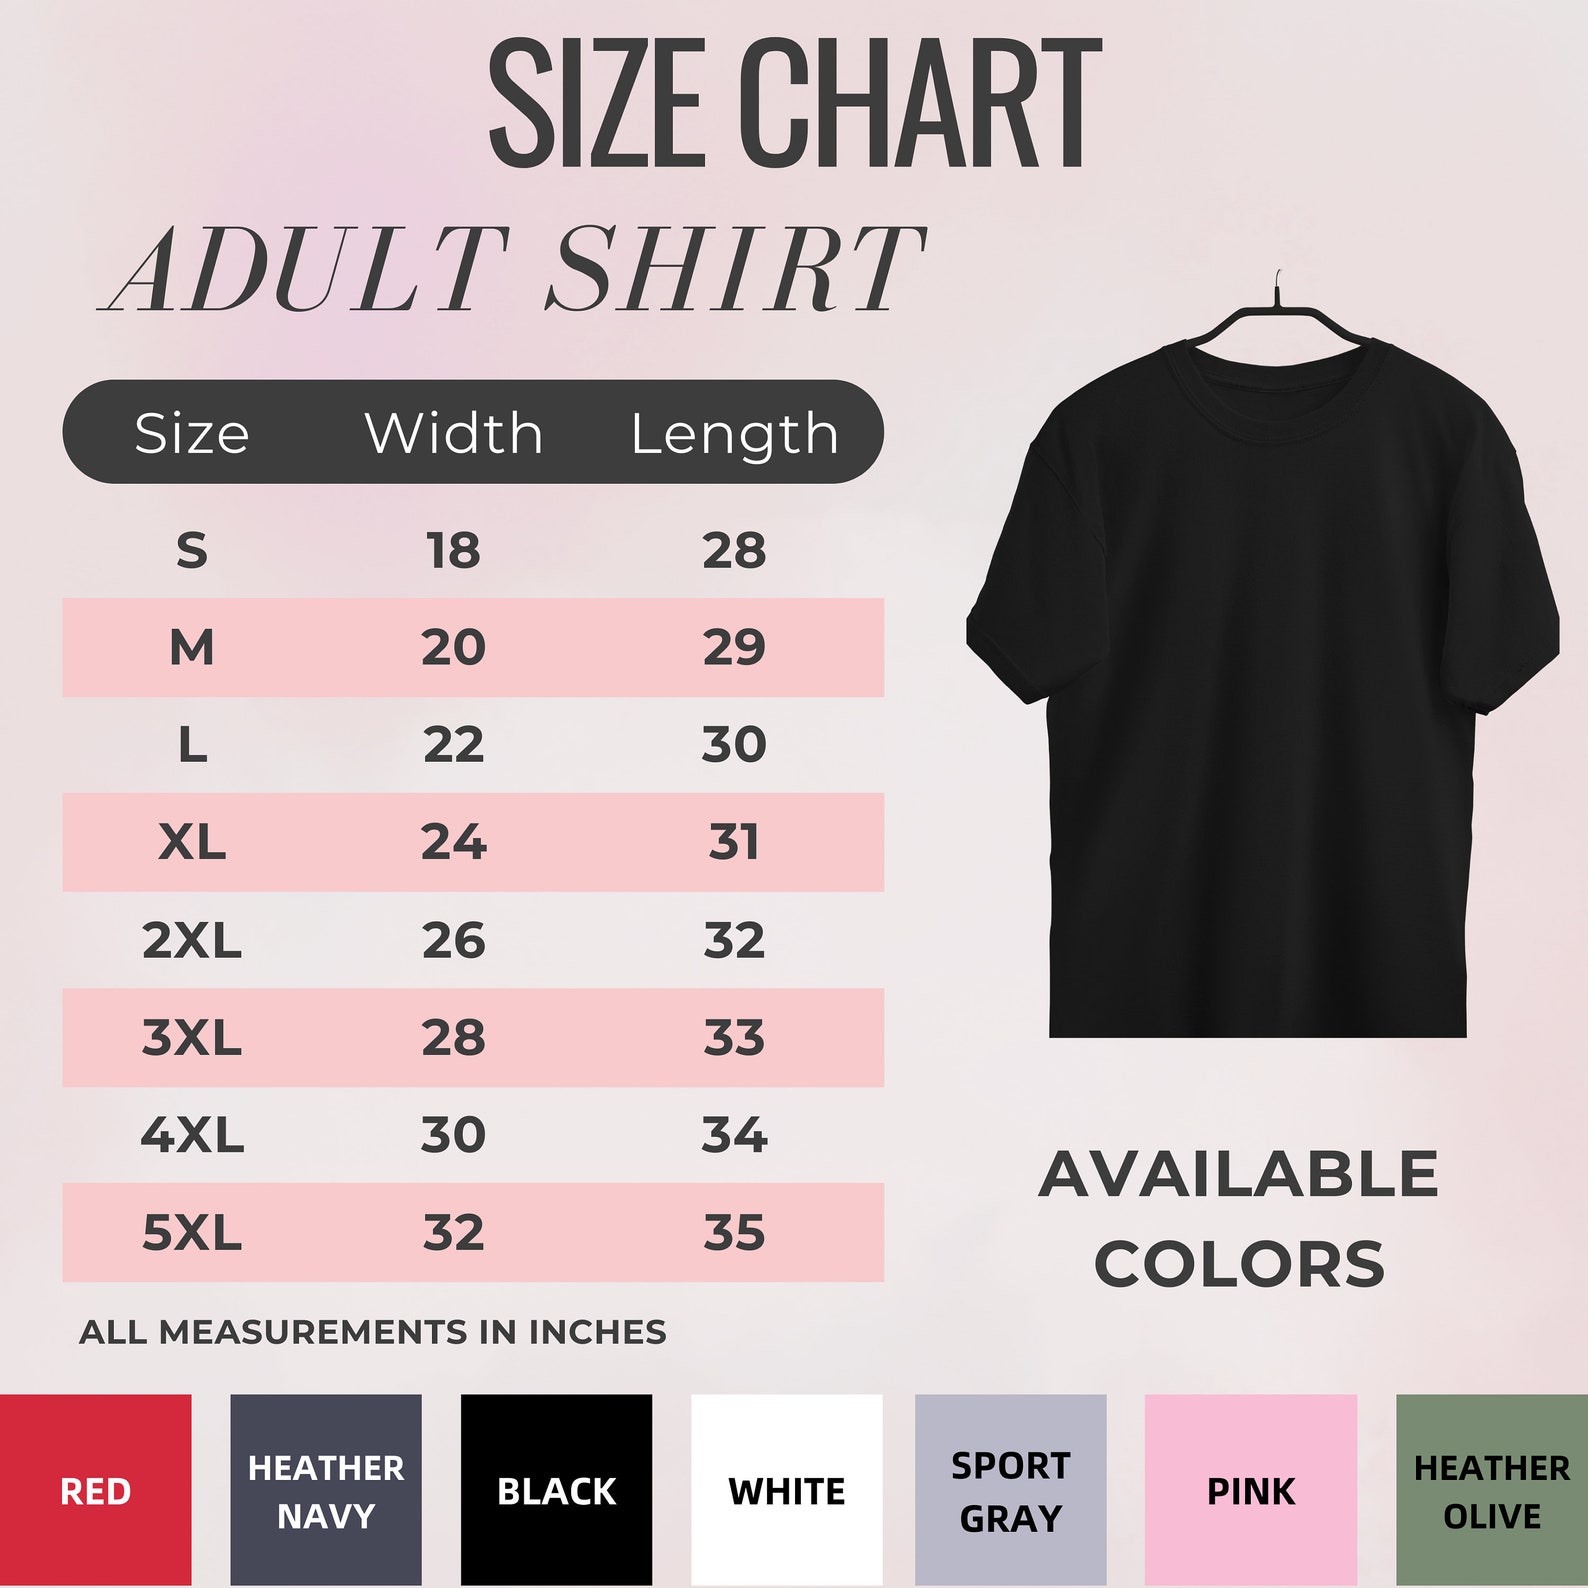 SIZE CHART
ADULT SHIRT
Size Width Length
S 18 28
M 20 29
L 22 30
XL 24 31
2XL 26 32
3XL 28 33
4XL 30 34
5XL 32 35
ALL MEASUREMENTS IN INCHES
AVAILABLE
COLORS
RED
HEATHER
NAVY
BLACK
WHITE
SPORT
GRAY
PINK
HEATHER
OLIVE